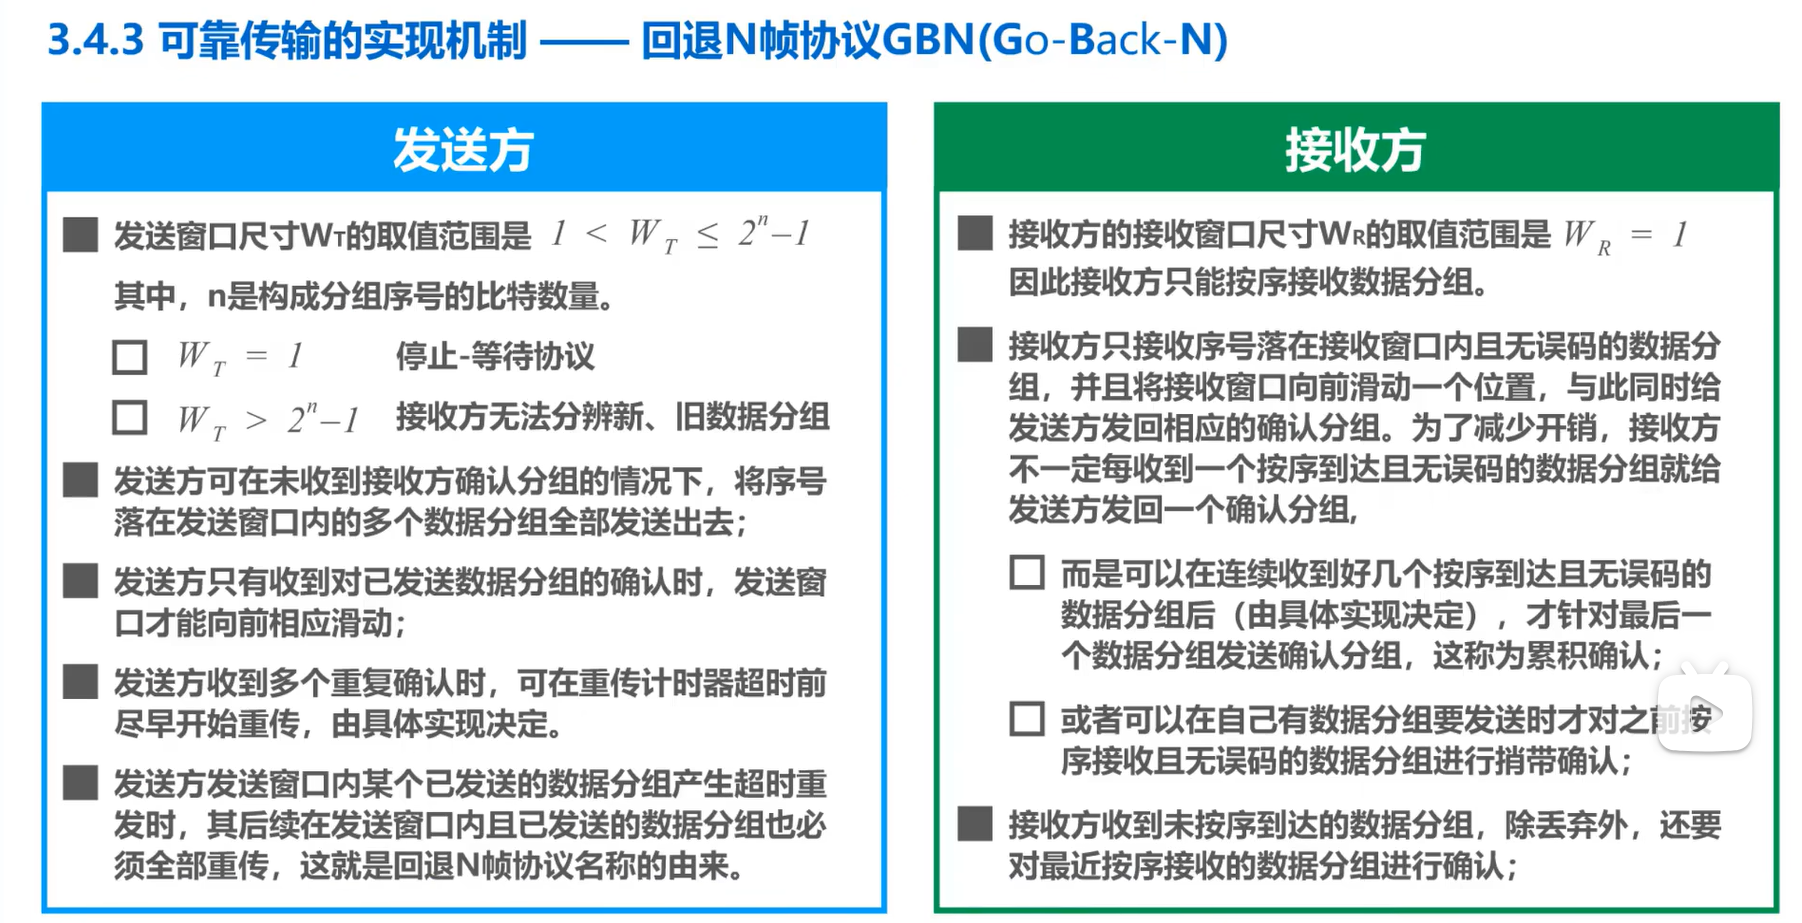 3.4.3 可靠传输的实现机制 —— 回退N帧协议GBN(Go-Back-N)
发送方
发送窗口尺寸WT的取值范围是 1 < W_T ≤ 2^n–1
其中，n是构成分组序号的比特数量。
W_T = 1 停止-等待协议
W_T > 2^n–1 接收方无法分辨新、旧数据分组
发送方可在未收到接收方确认分组的情况下，将序号
落在发送窗口内的多个数据分组全部发送出去；
发送方只有收到对已发送数据分组的确认时，发送窗
口才能向前相应滑动；
发送方收到多个重复确认时，可在重传计时器超时前
尽早开始重传，由具体实现决定。
发送方发送窗口内某个已发送的数据分组产生超时重
发时，其后续在发送窗口内且已发送的数据分组也必
须全部重传，这就是回退N帧协议名称的由来。
接收方
接收方的接收窗口尺寸WR的取值范围是 W_R = 1
因此接收方只能按序接收数据分组。
接收方只接收序号落在接收窗口内且无误码的数据分
组，并且将接收窗口向前滑动一个位置，与此同时给
发送方发回相应的确认分组。为了减少开销，接收方
不一定每收到一个按序到达且无误码的数据分组就给
发送方发回一个确认分组,
而是可以在连续收到好几个按序到达且无误码的
数据分组后（由具体实现决定），才针对最后一
个数据分组发送确认分组，这称为累积确认；
或者可以在自己有数据分组要发送时才对之前按
序接收且无误码的数据分组进行捎带确认；
接收方收到未按序到达的数据分组，除丢弃外，还要
对最近按序接收的数据分组进行确认；